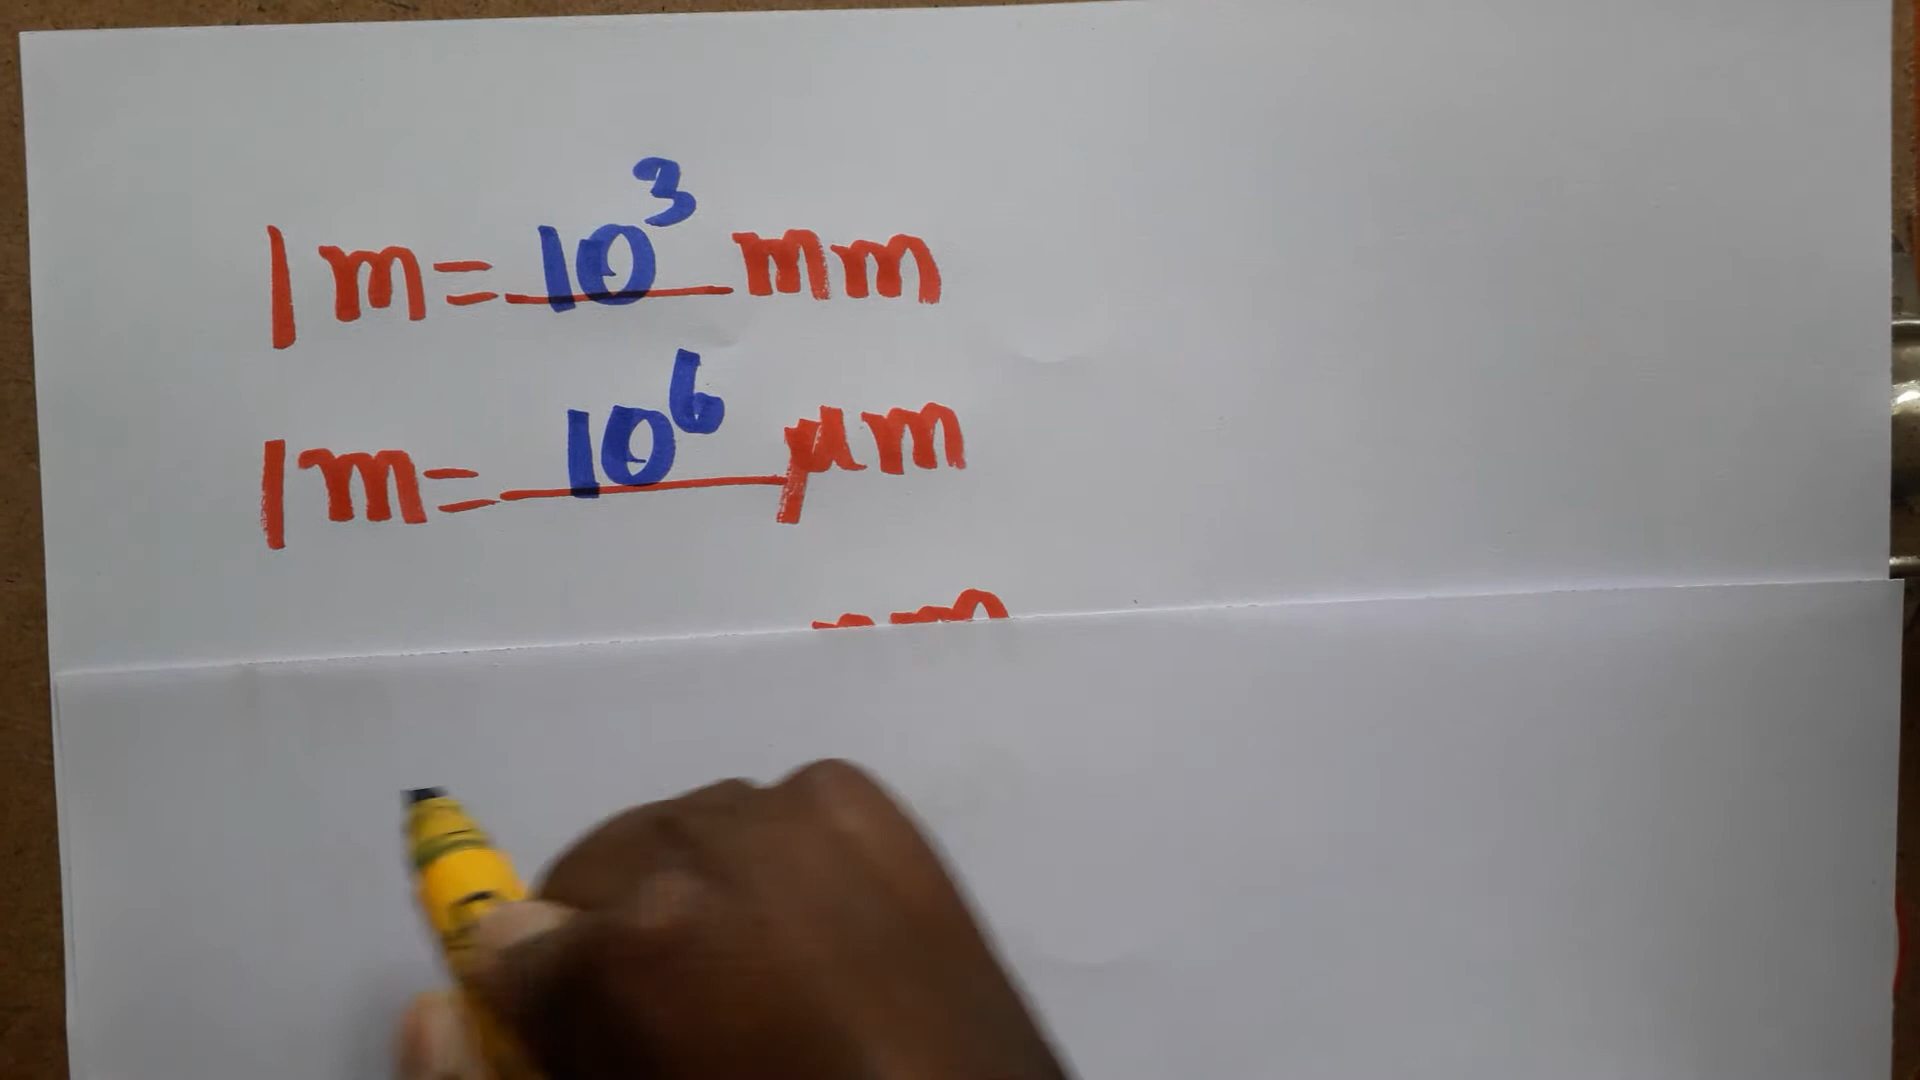 1 m = 10³ mm
1 m = 10⁶ μm